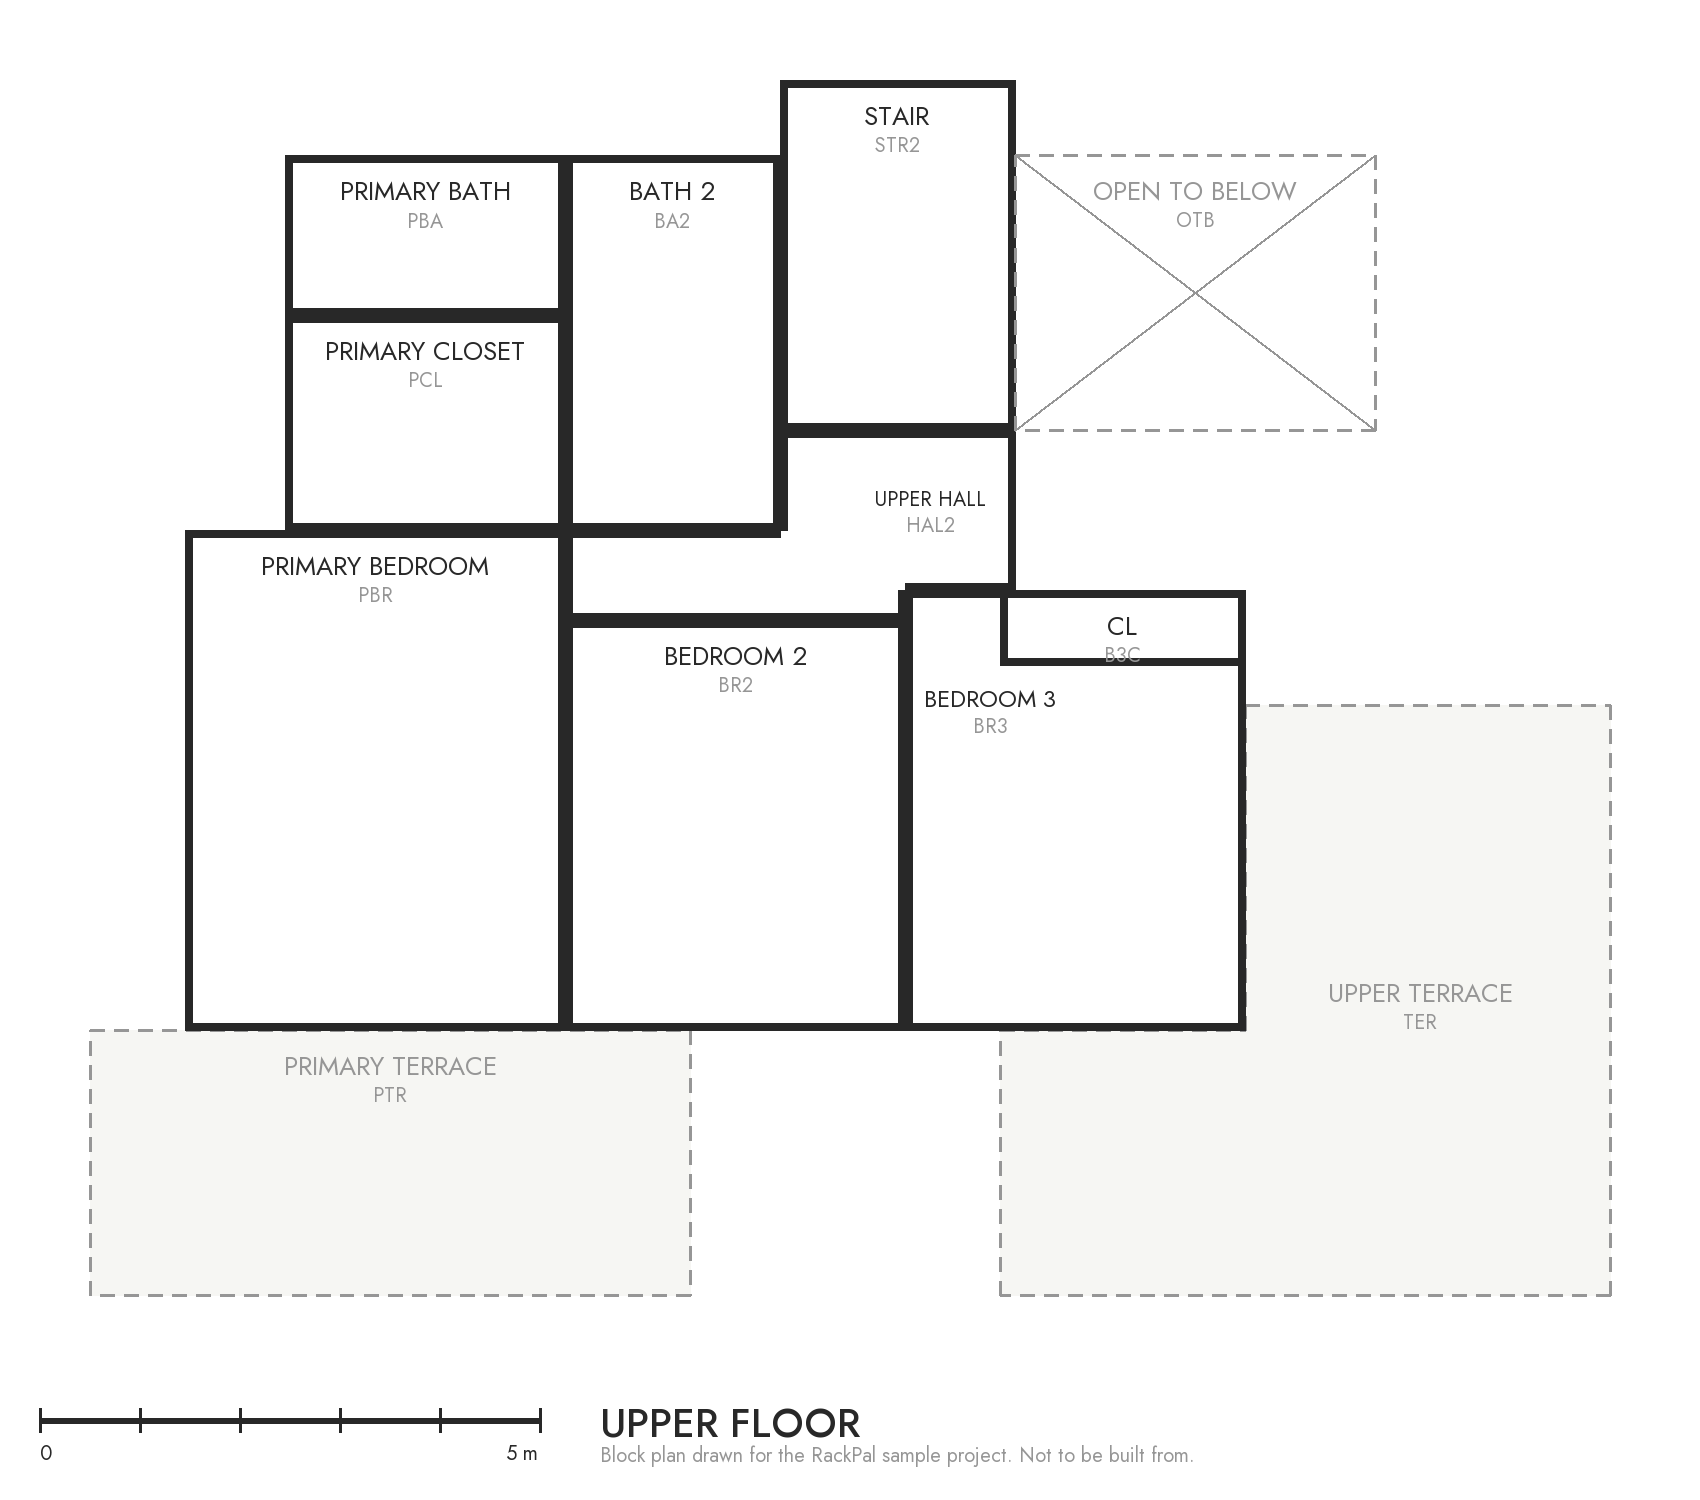 STAIR
STR2
PRIMARY BATH
PBA
BATH 2
BA2
OPEN TO BELOW
OTB
PRIMARY CLOSET
PCL
UPPER HALL
HAL2
PRIMARY BEDROOM
PBR
CL
B3C
BEDROOM 2
BR2
BEDROOM 3
BR3
UPPER TERRACE
TER
PRIMARY TERRACE
PTR
0
5 m
UPPER FLOOR
Block plan drawn for the RackPal sample project. Not to be built from.